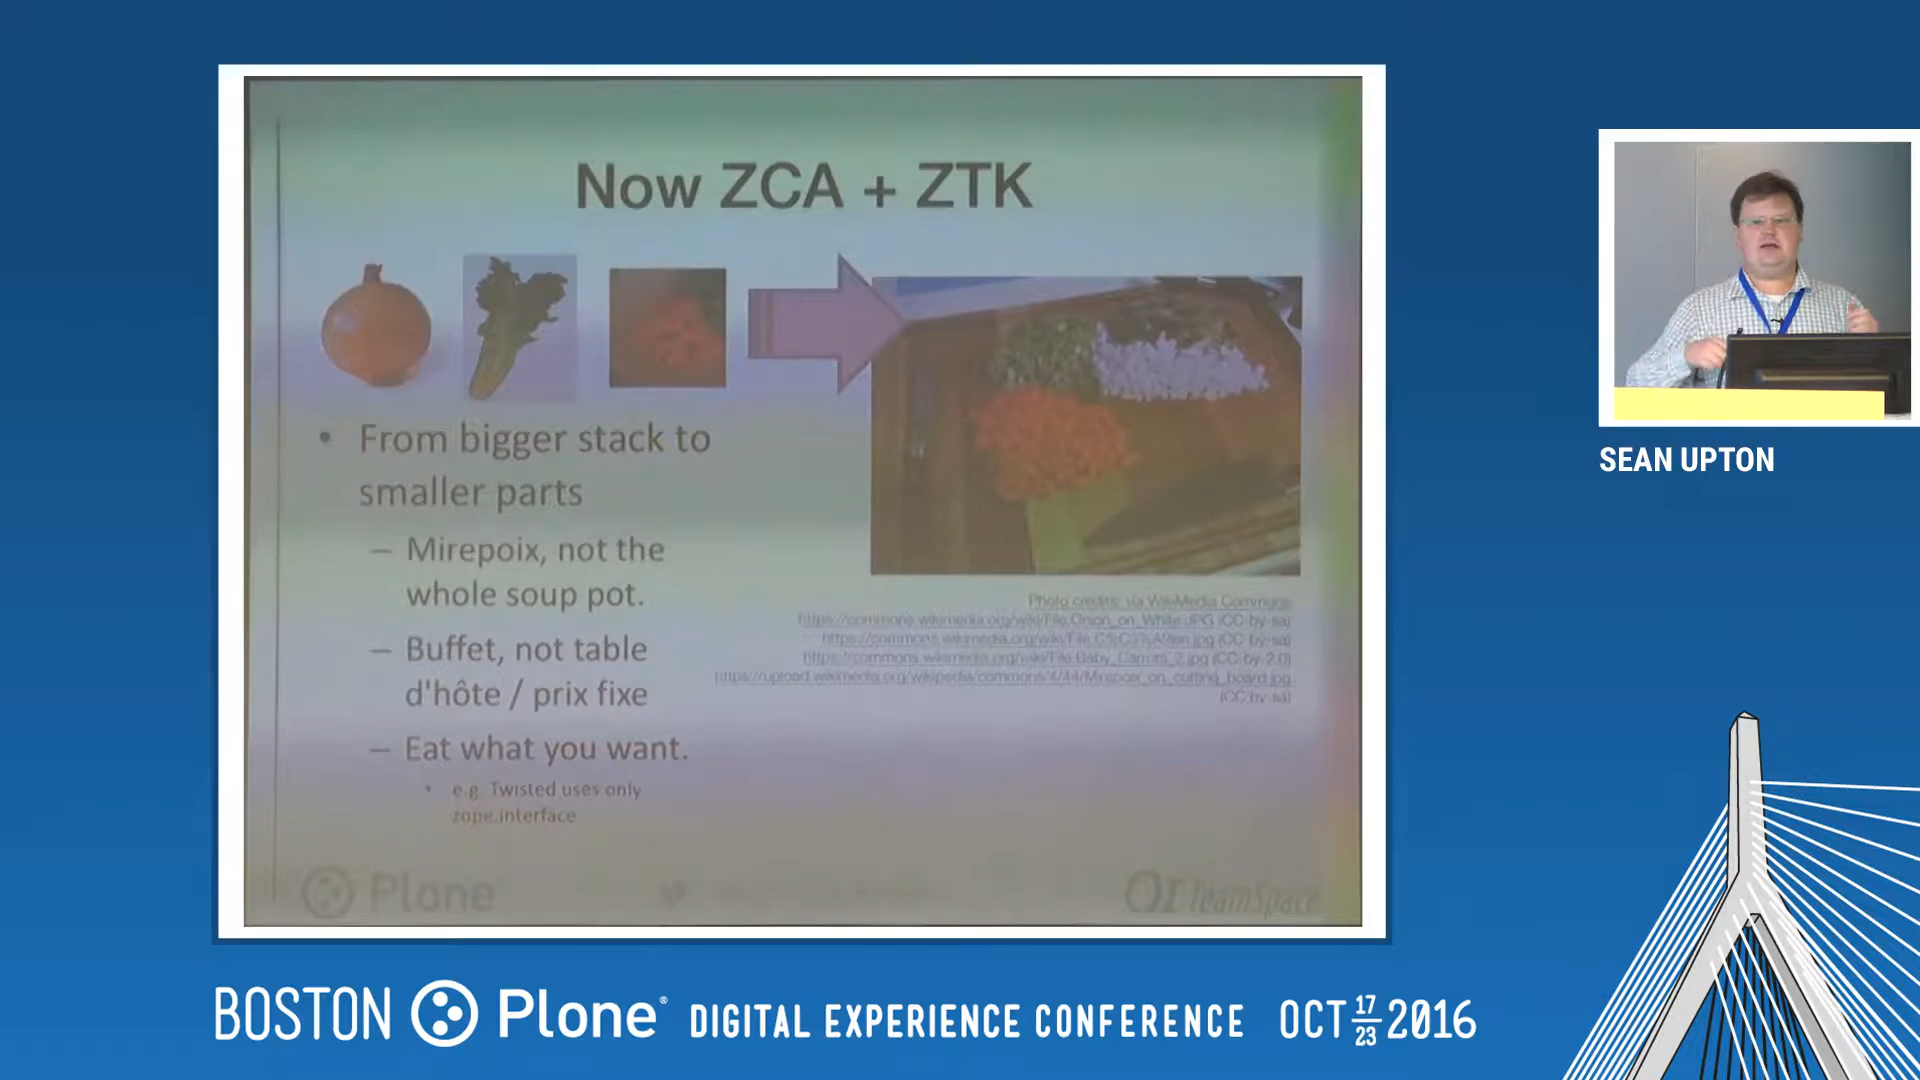 Now ZCA + ZTK
• From bigger stack to
smaller parts
– Mirepoix, not the
whole soup pot.
– Buffet, not table
d'hôte / prix fixe
– Eat what you want.
• e.g. Twisted uses only
zope.interface
Photo credits: via WikiMedia Commons
https://commons.wikimedia.org/wiki/File:Onion_on_White.JPG (CC-by-sa)
https://commons.wikimedia.org/wiki/File:C%C3%A9leri.jpg (CC-by-sa)
https://commons.wikimedia.org/wiki/File:Baby_Carrots_2.jpg (CC-by-2.0)
https://upload.wikimedia.org/wikipedia/commons/4/44/Mirepoix_on_cutting_board.jpg
(CC-by-sa)
Plone
TeamSpace
SEAN UPTON
BOSTON Plone® DIGITAL EXPERIENCE CONFERENCE OCT 17 23 2016